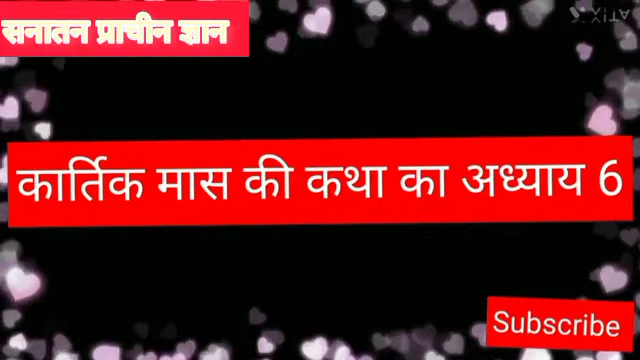 सनातन प्राचीन ज्ञान
कार्तिक मास की कथा का अध्याय 6
Subscribe